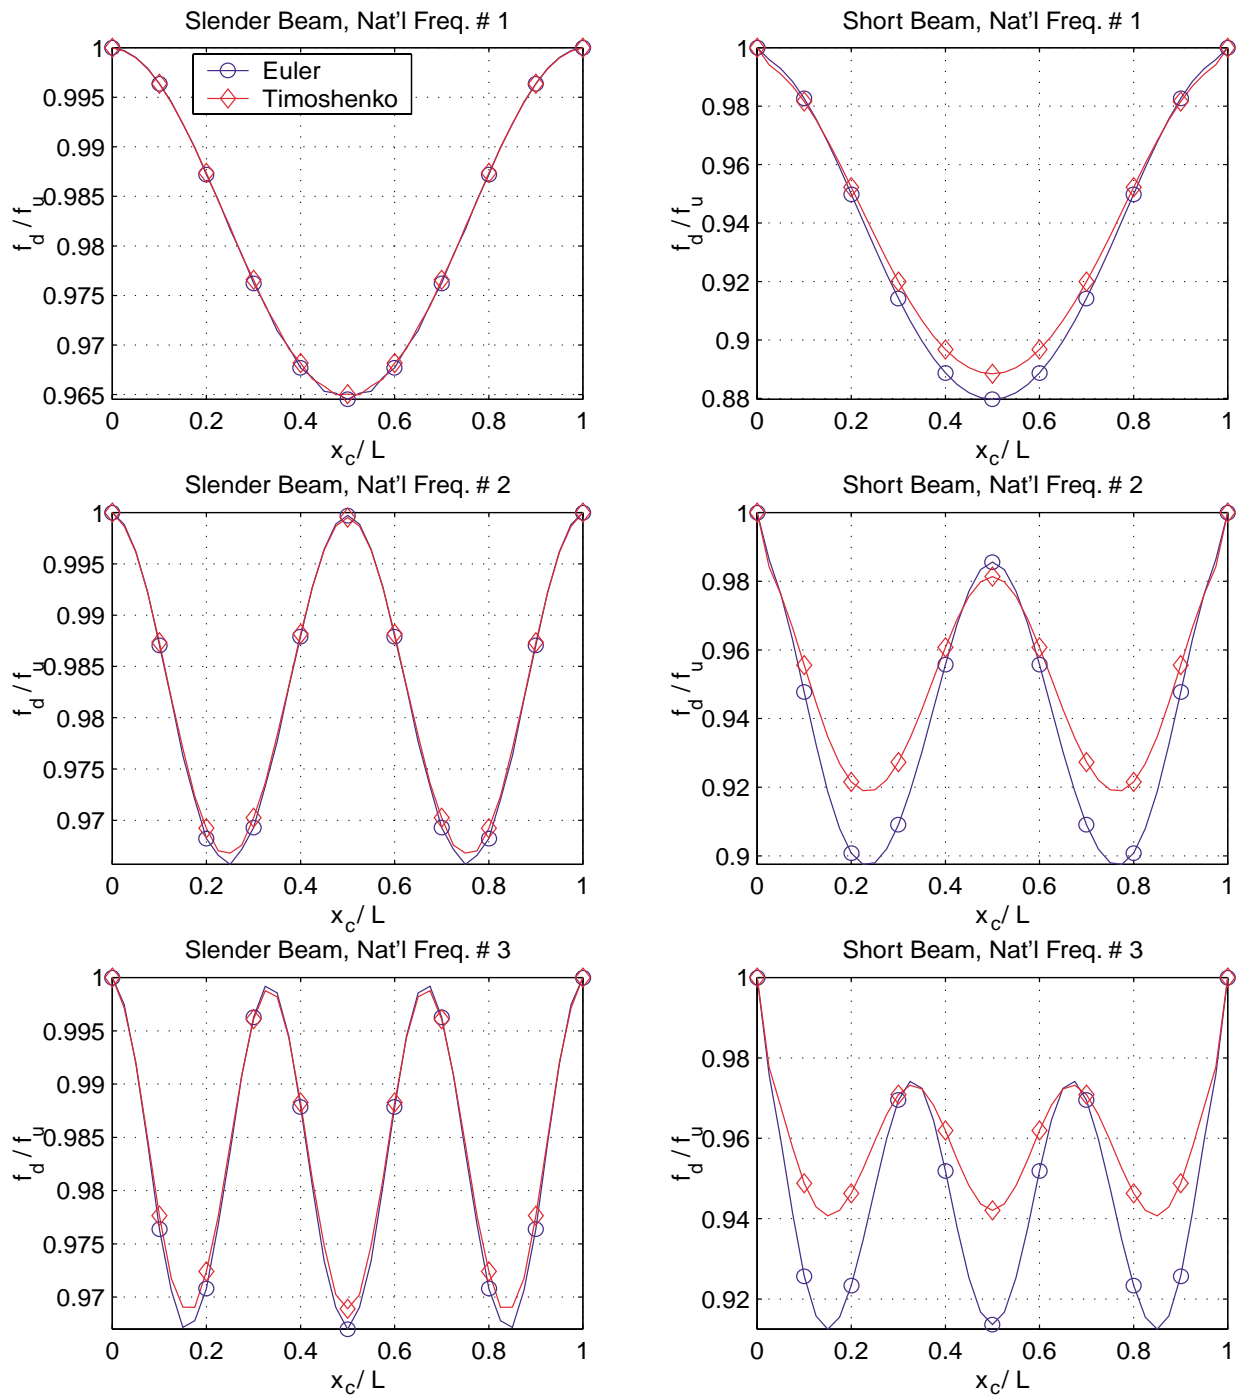 Slender Beam, Nat'l Freq. # 1
1
0.995
0.99
0.985
0.98
0.975
0.97
0.965
f_d / f_u
Euler
Timoshenko
0 0.2 0.4 0.6 0.8 1
x_c / L
Short Beam, Nat'l Freq. # 1
1
0.98
0.96
0.94
0.92
0.9
0.88
f_d / f_u
0 0.2 0.4 0.6 0.8 1
x_c / L
Slender Beam, Nat'l Freq. # 2
1
0.995
0.99
0.985
0.98
0.975
0.97
f_d / f_u
0 0.2 0.4 0.6 0.8 1
x_c / L
Short Beam, Nat'l Freq. # 2
1
0.98
0.96
0.94
0.92
0.9
f_d / f_u
0 0.2 0.4 0.6 0.8 1
x_c / L
Slender Beam, Nat'l Freq. # 3
1
0.995
0.99
0.985
0.98
0.975
0.97
f_d / f_u
0 0.2 0.4 0.6 0.8 1
x_c / L
Short Beam, Nat'l Freq. # 3
1
0.98
0.96
0.94
0.92
f_d / f_u
0 0.2 0.4 0.6 0.8 1
x_c / L